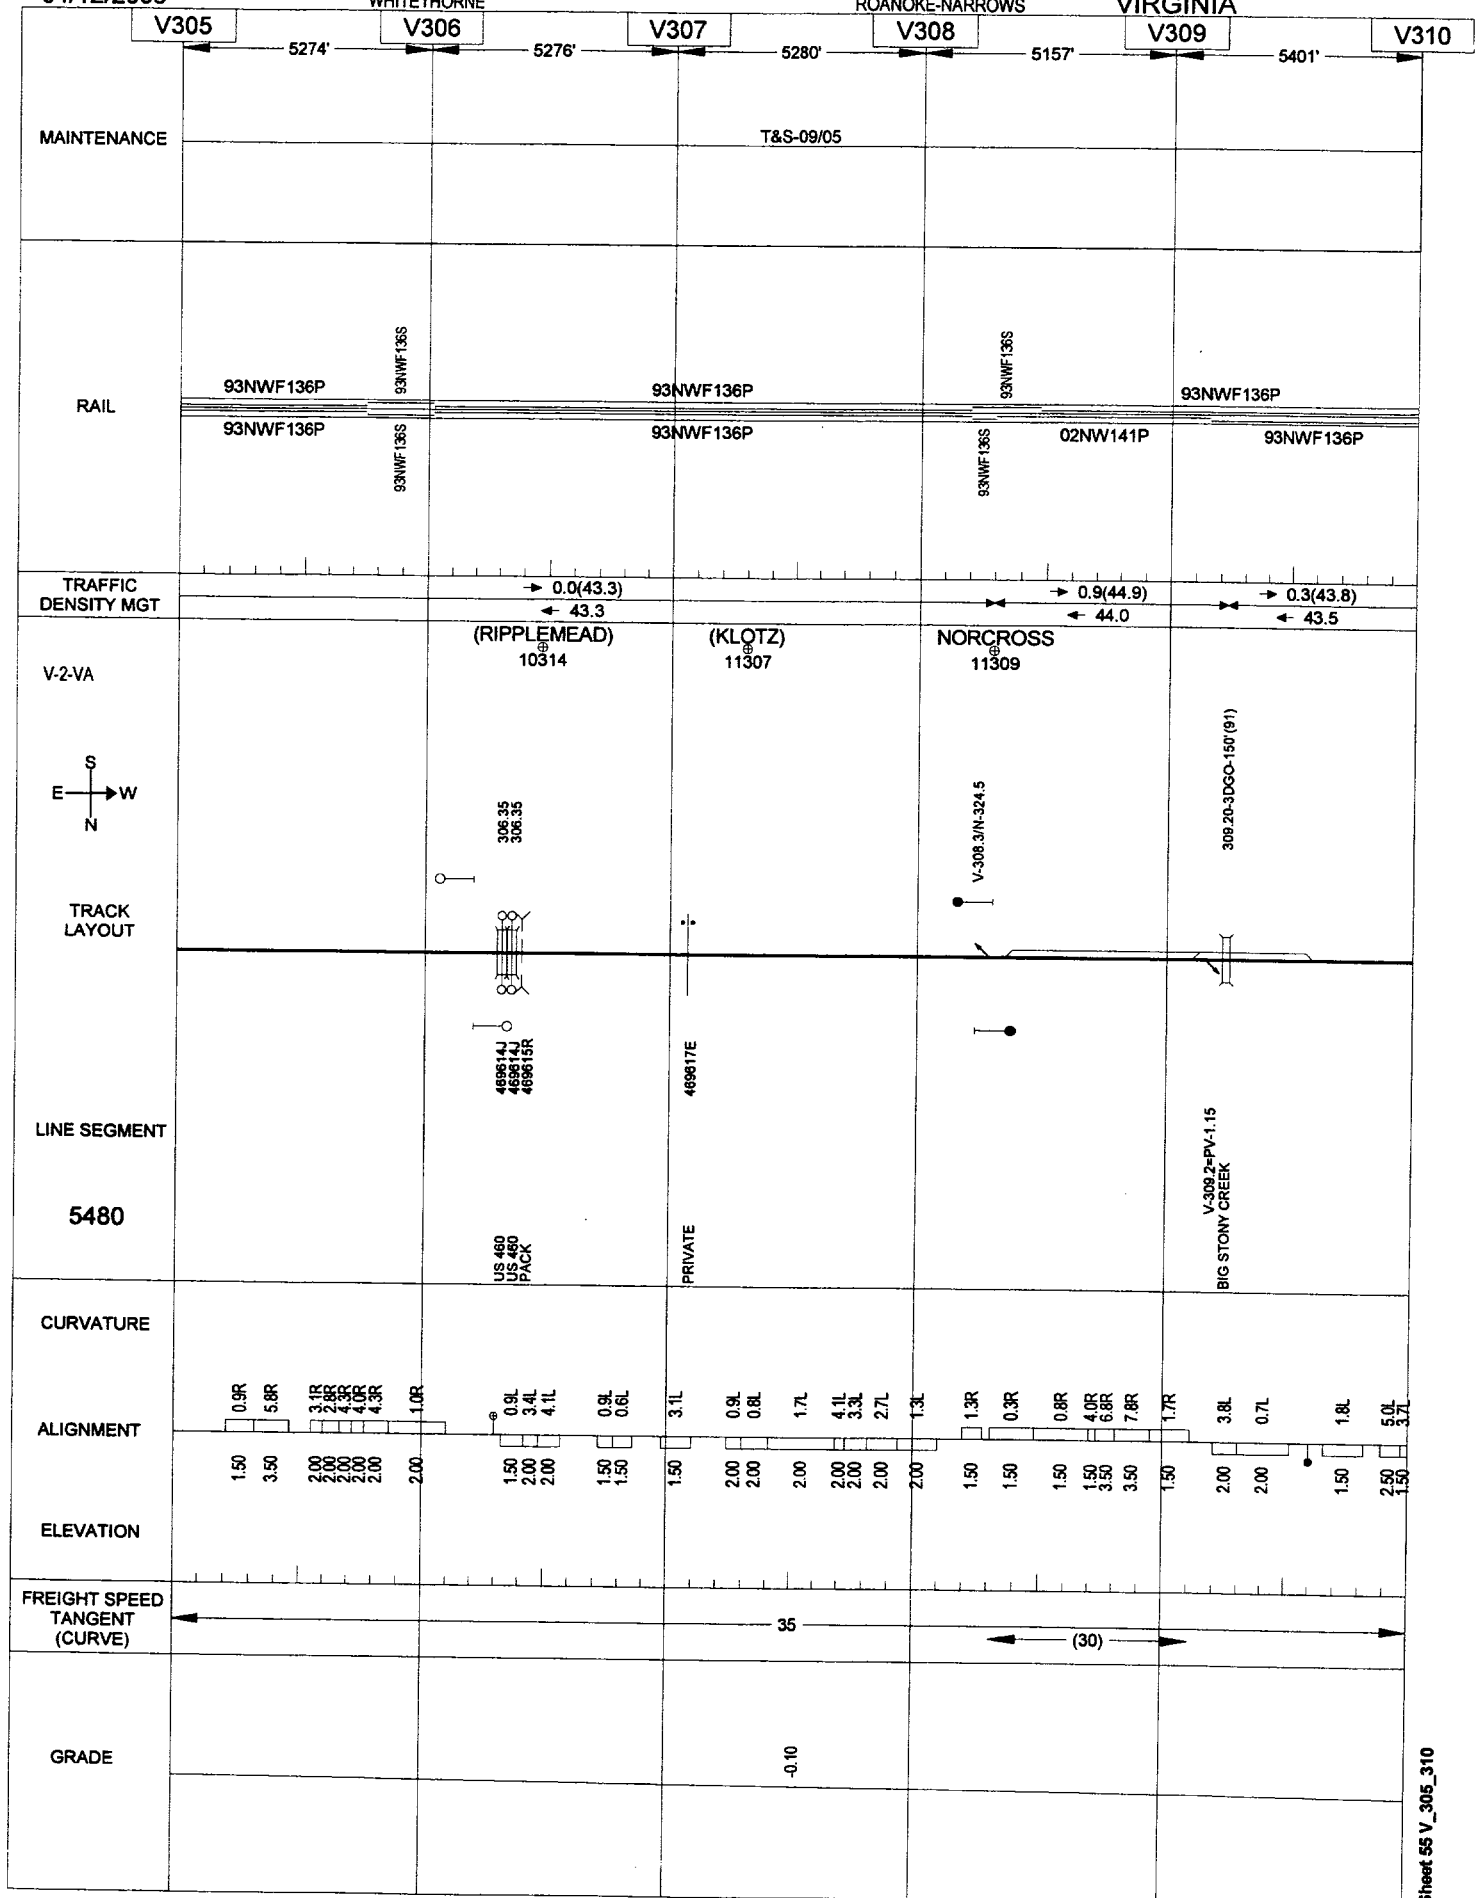 WHITETHORNE
ROANOKE-NARROWS
VIRGINIA
V305 V306 V307 V308 V309 V310
5274' 5276' 5280' 5157' 5401'
MAINTENANCE
T&S-09/05
93NWF136S 93NWF136S
93NWF136P 93NWF136P 93NWF136P
RAIL
93NWF136P 93NWF136P 02NW141P 93NWF136P
93NWF136S 93NWF136S
TRAFFIC
DENSITY MGT
→ 0.0(43.3) → 0.9(44.9) → 0.3(43.8)
← 43.3 ← 44.0 ← 43.5
(RIPPLEMEAD) (KLOTZ) NORCROSS
10314 11307 11309
V-2-VA
S
E W
N
306.35
306.35
V-308.3/N-324.5
309.20-3DGO-150'(91)
TRACK
LAYOUT
469614J
469614J
469615R
469617E
LINE SEGMENT
5480
US 460
US 460
PACK
PRIVATE
V-309.2=PV-1.15
BIG STONY CREEK
CURVATURE
0.9R 5.8R 3.1R 2.8R 4.3R 4.0R 4.3R 1.0R 0.9L 3.4L 4.1L 0.9L 0.6L 3.1L 0.9L 0.8L 1.7L 4.1L 3.3L 2.7L 1.3L 1.3R 0.3R 0.8R 4.0R 6.8R 7.8R 1.7R 3.8L 0.7L 1.8L 5.0L 3.7L
ALIGNMENT
1.50 3.50 2.00 2.00 2.00 2.00 2.00 2.00 1.50 2.00 2.00 1.50 1.50 1.50 2.00 2.00 2.00 2.00 2.00 2.00 2.00 1.50 1.50 1.50 1.50 3.50 3.50 1.50 2.00 2.00 1.50 2.50 1.50
ELEVATION
FREIGHT SPEED
TANGENT
(CURVE)
35
(30)
GRADE
-0.10
Sheet 55 V_305_310